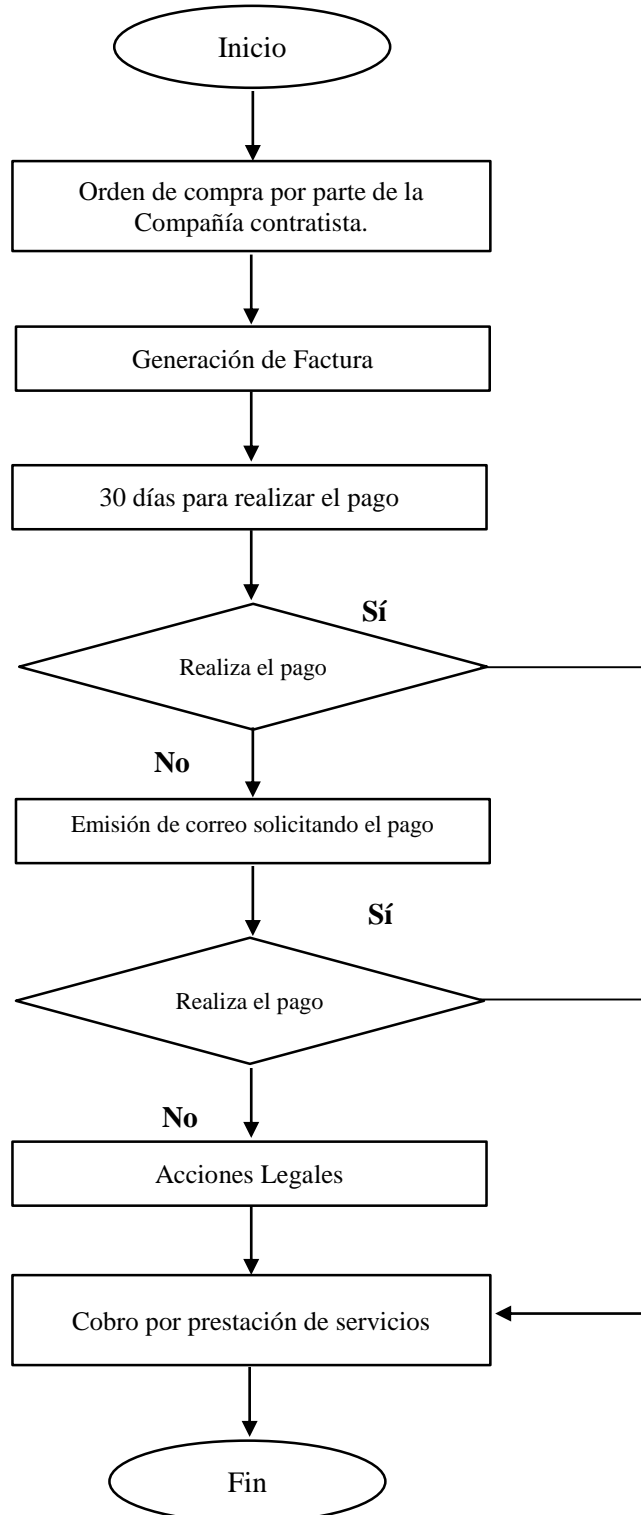 Inicio
Orden de compra por parte de la
Compañía contratista.
Generación de Factura
30 días para realizar el pago
Sí
Realiza el pago
No
Emisión de correo solicitando el pago
Sí
Realiza el pago
No
Acciones Legales
Cobro por prestación de servicios
Fin